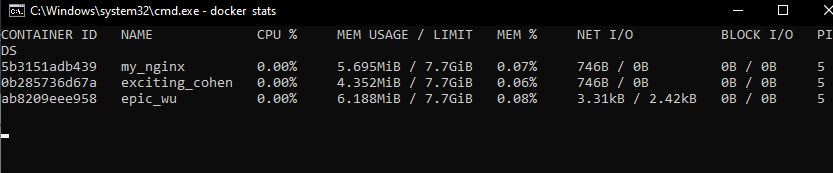 C:\Windows\system32\cmd.exe - docker stats
CONTAINER ID   NAME             CPU %     MEM USAGE / LIMIT   MEM %     NET I/O           BLOCK I/O   PI
DS
5b3151adb439   my_nginx         0.00%     5.695MiB / 7.7GiB   0.07%     746B / 0B         0B / 0B     5
0b285736d67a   exciting_cohen   0.00%     4.352MiB / 7.7GiB   0.06%     746B / 0B         0B / 0B     5
ab8209eee958   epic_wu          0.00%     6.188MiB / 7.7GiB   0.08%     3.31kB / 2.42kB   0B / 0B     5